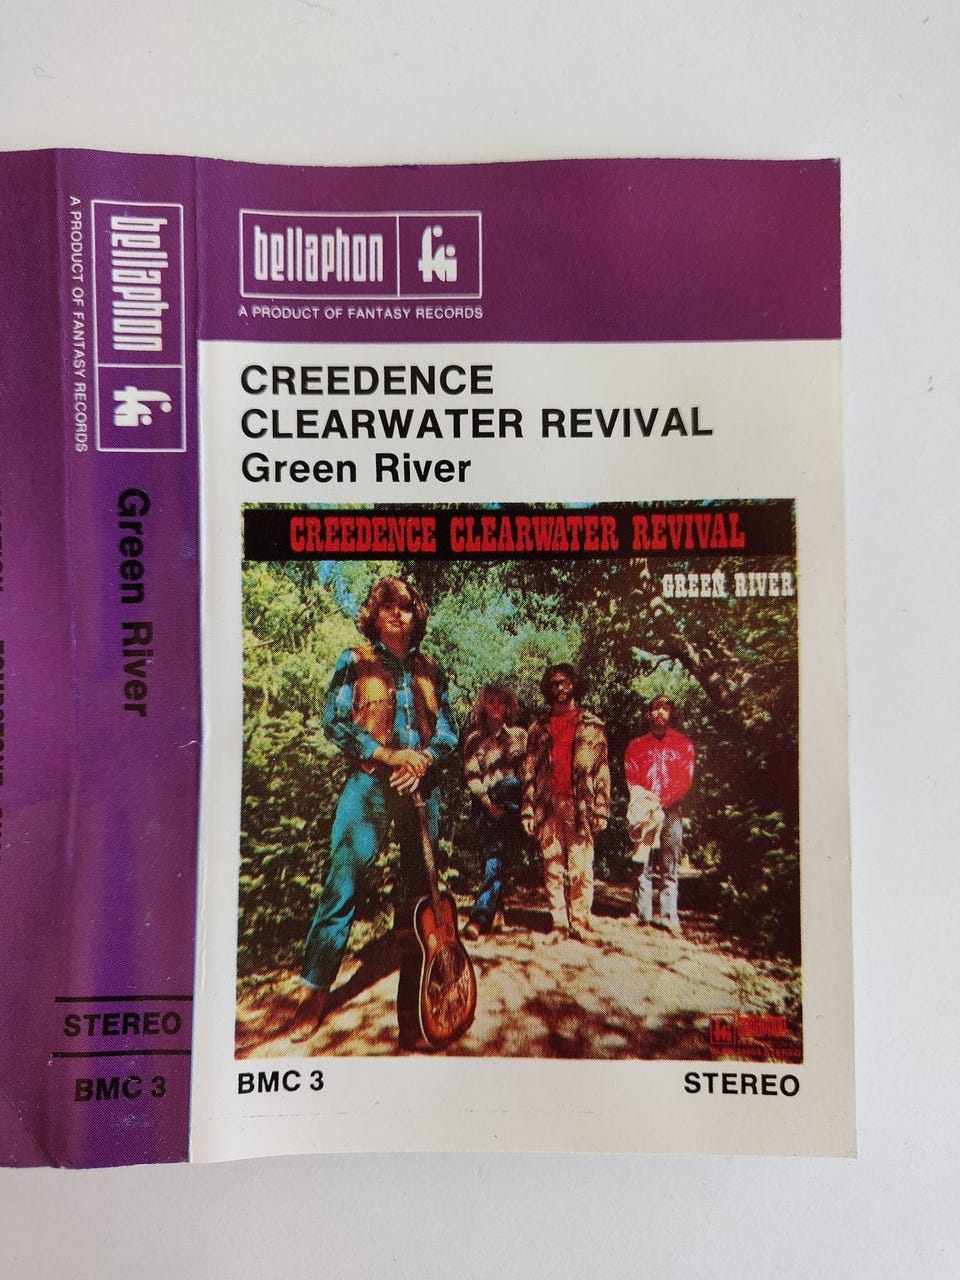 bellaphon
A PRODUCT OF FANTASY RECORDS
Green River
STEREO
BMC 3
bellaphon
A PRODUCT OF FANTASY RECORDS
CREEDENCE
CLEARWATER REVIVAL
Green River
CREEDENCE CLEARWATER REVIVAL
GREEN RIVER
bellaphon
BMC 3
STEREO